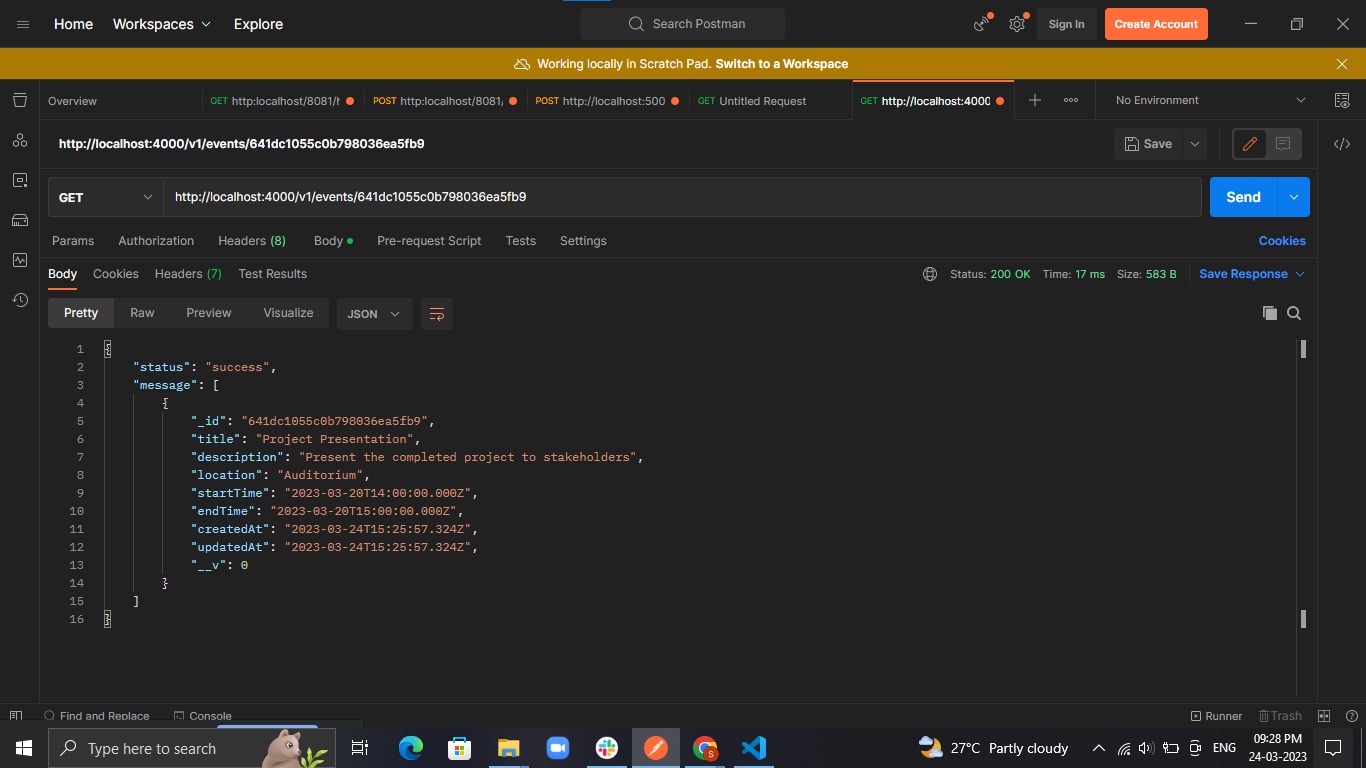 Home Workspaces Explore Search Postman Sign In Create Account
Working locally in Scratch Pad. Switch to a Workspace
Overview GET http:localhost/8081/ POST http:localhost/8081/ POST http://localhost:500 GET Untitled Request GET http://localhost:4000 No Environment
http://localhost:4000/v1/events/641dc1055c0b798036ea5fb9 Save
GET http://localhost:4000/v1/events/641dc1055c0b798036ea5fb9 Send
Params Authorization Headers (8) Body Pre-request Script Tests Settings Cookies
Body Cookies Headers (7) Test Results Status: 200 OK Time: 17 ms Size: 583 B Save Response
Pretty Raw Preview Visualize JSON
1 {
2 "status": "success",
3 "message": [
4 {
5 "_id": "641dc1055c0b798036ea5fb9",
6 "title": "Project Presentation",
7 "description": "Present the completed project to stakeholders",
8 "location": "Auditorium",
9 "startTime": "2023-03-20T14:00:00.000Z",
10 "endTime": "2023-03-20T15:00:00.000Z",
11 "createdAt": "2023-03-24T15:25:57.324Z",
12 "updatedAt": "2023-03-24T15:25:57.324Z",
13 "__v": 0
14 }
15 ]
16 }
Find and Replace Console Runner Trash
Type here to search 27°C Partly cloudy ENG 09:28 PM
24-03-2023